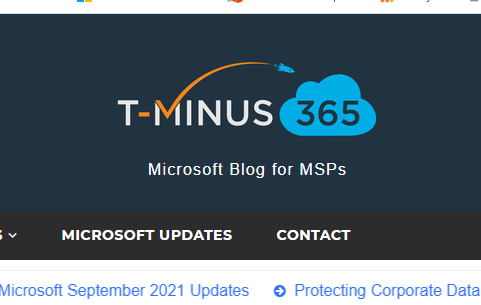 T-MINUS 365
Microsoft Blog for MSPs
S MICROSOFT UPDATES CONTACT
Microsoft September 2021 Updates Protecting Corporate Data